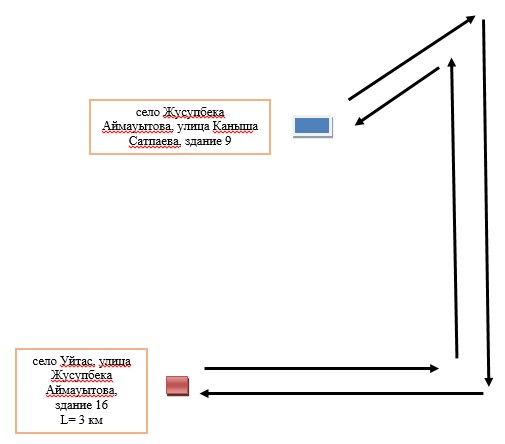 село Жусупбека
Аймауытова, улица Каныша
Сатпаева, здание 9
село Уйтас, улица
Жусупбека
Аймауытова,
здание 16
L= 3 км